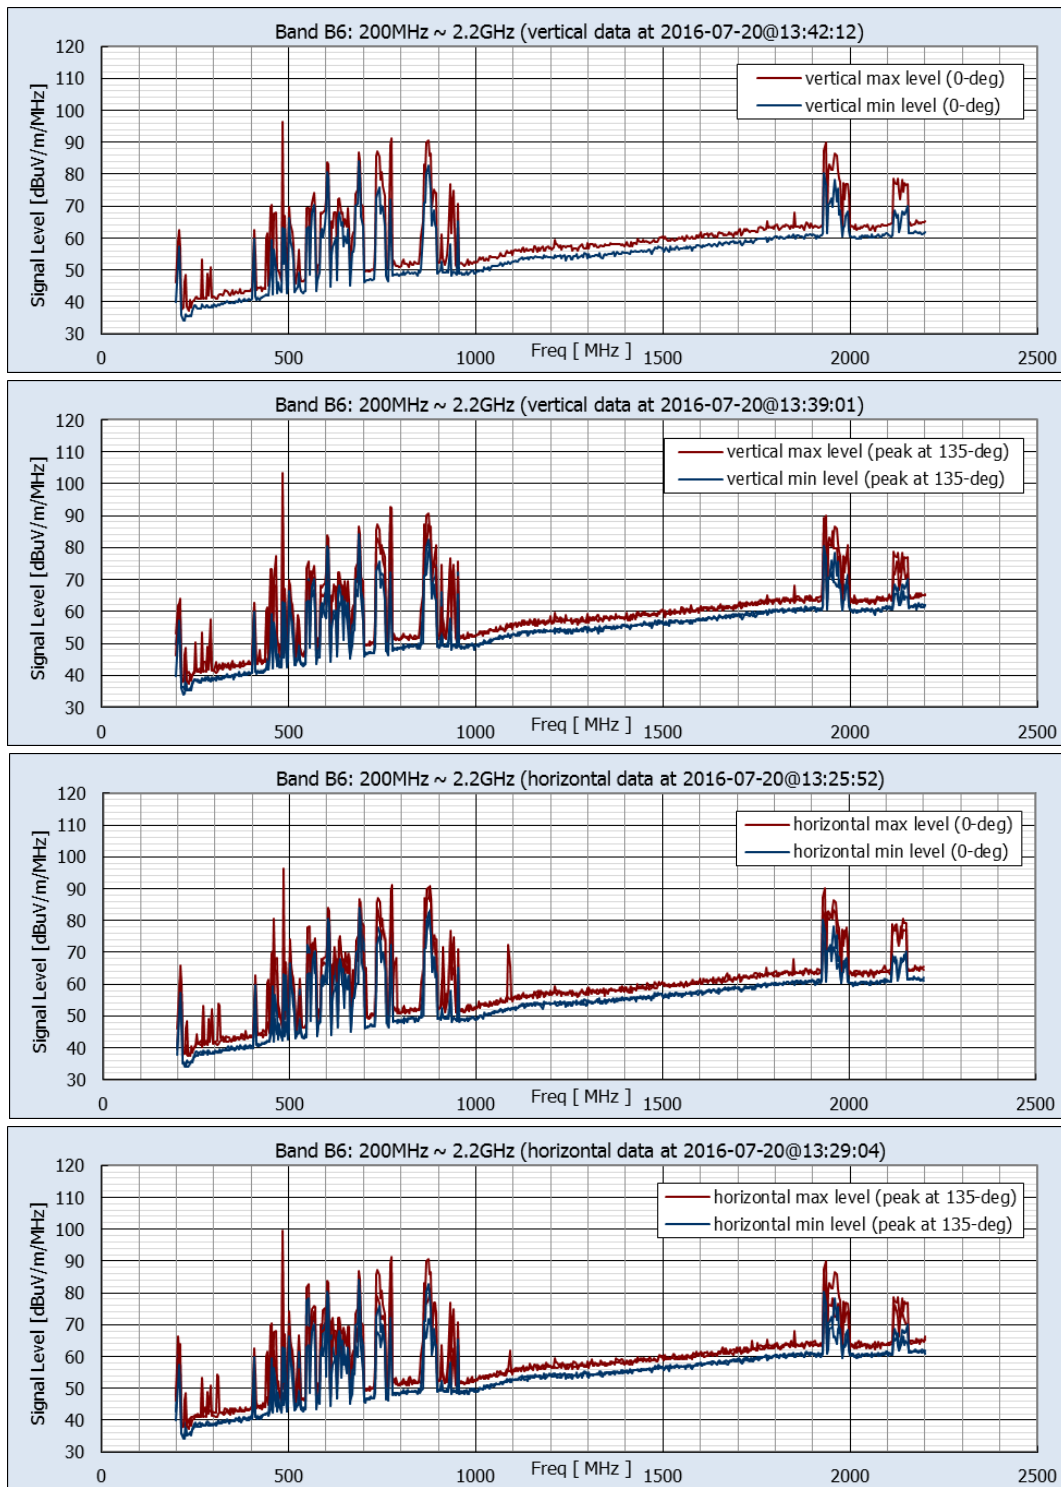 Band B6: 200MHz ~ 2.2GHz (vertical data at 2016-07-20@13:42:12)
Signal Level [dBuV/m/MHz]
120
110
100
90
80
70
60
50
40
30
vertical max level (0-deg)
vertical min level (0-deg)
0 500 1000 1500 2000 2500
Freq [ MHz ]
Band B6: 200MHz ~ 2.2GHz (vertical data at 2016-07-20@13:39:01)
Signal Level [dBuV/m/MHz]
120
110
100
90
80
70
60
50
40
30
vertical max level (peak at 135-deg)
vertical min level (peak at 135-deg)
0 500 1000 1500 2000 2500
Freq [ MHz ]
Band B6: 200MHz ~ 2.2GHz (horizontal data at 2016-07-20@13:25:52)
Signal Level [dBuV/m/MHz]
120
110
100
90
80
70
60
50
40
30
horizontal max level (0-deg)
horizontal min level (0-deg)
0 500 1000 1500 2000 2500
Freq [ MHz ]
Band B6: 200MHz ~ 2.2GHz (horizontal data at 2016-07-20@13:29:04)
Signal Level [dBuV/m/MHz]
120
110
100
90
80
70
60
50
40
30
horizontal max level (peak at 135-deg)
horizontal min level (peak at 135-deg)
0 500 1000 1500 2000 2500
Freq [ MHz ]